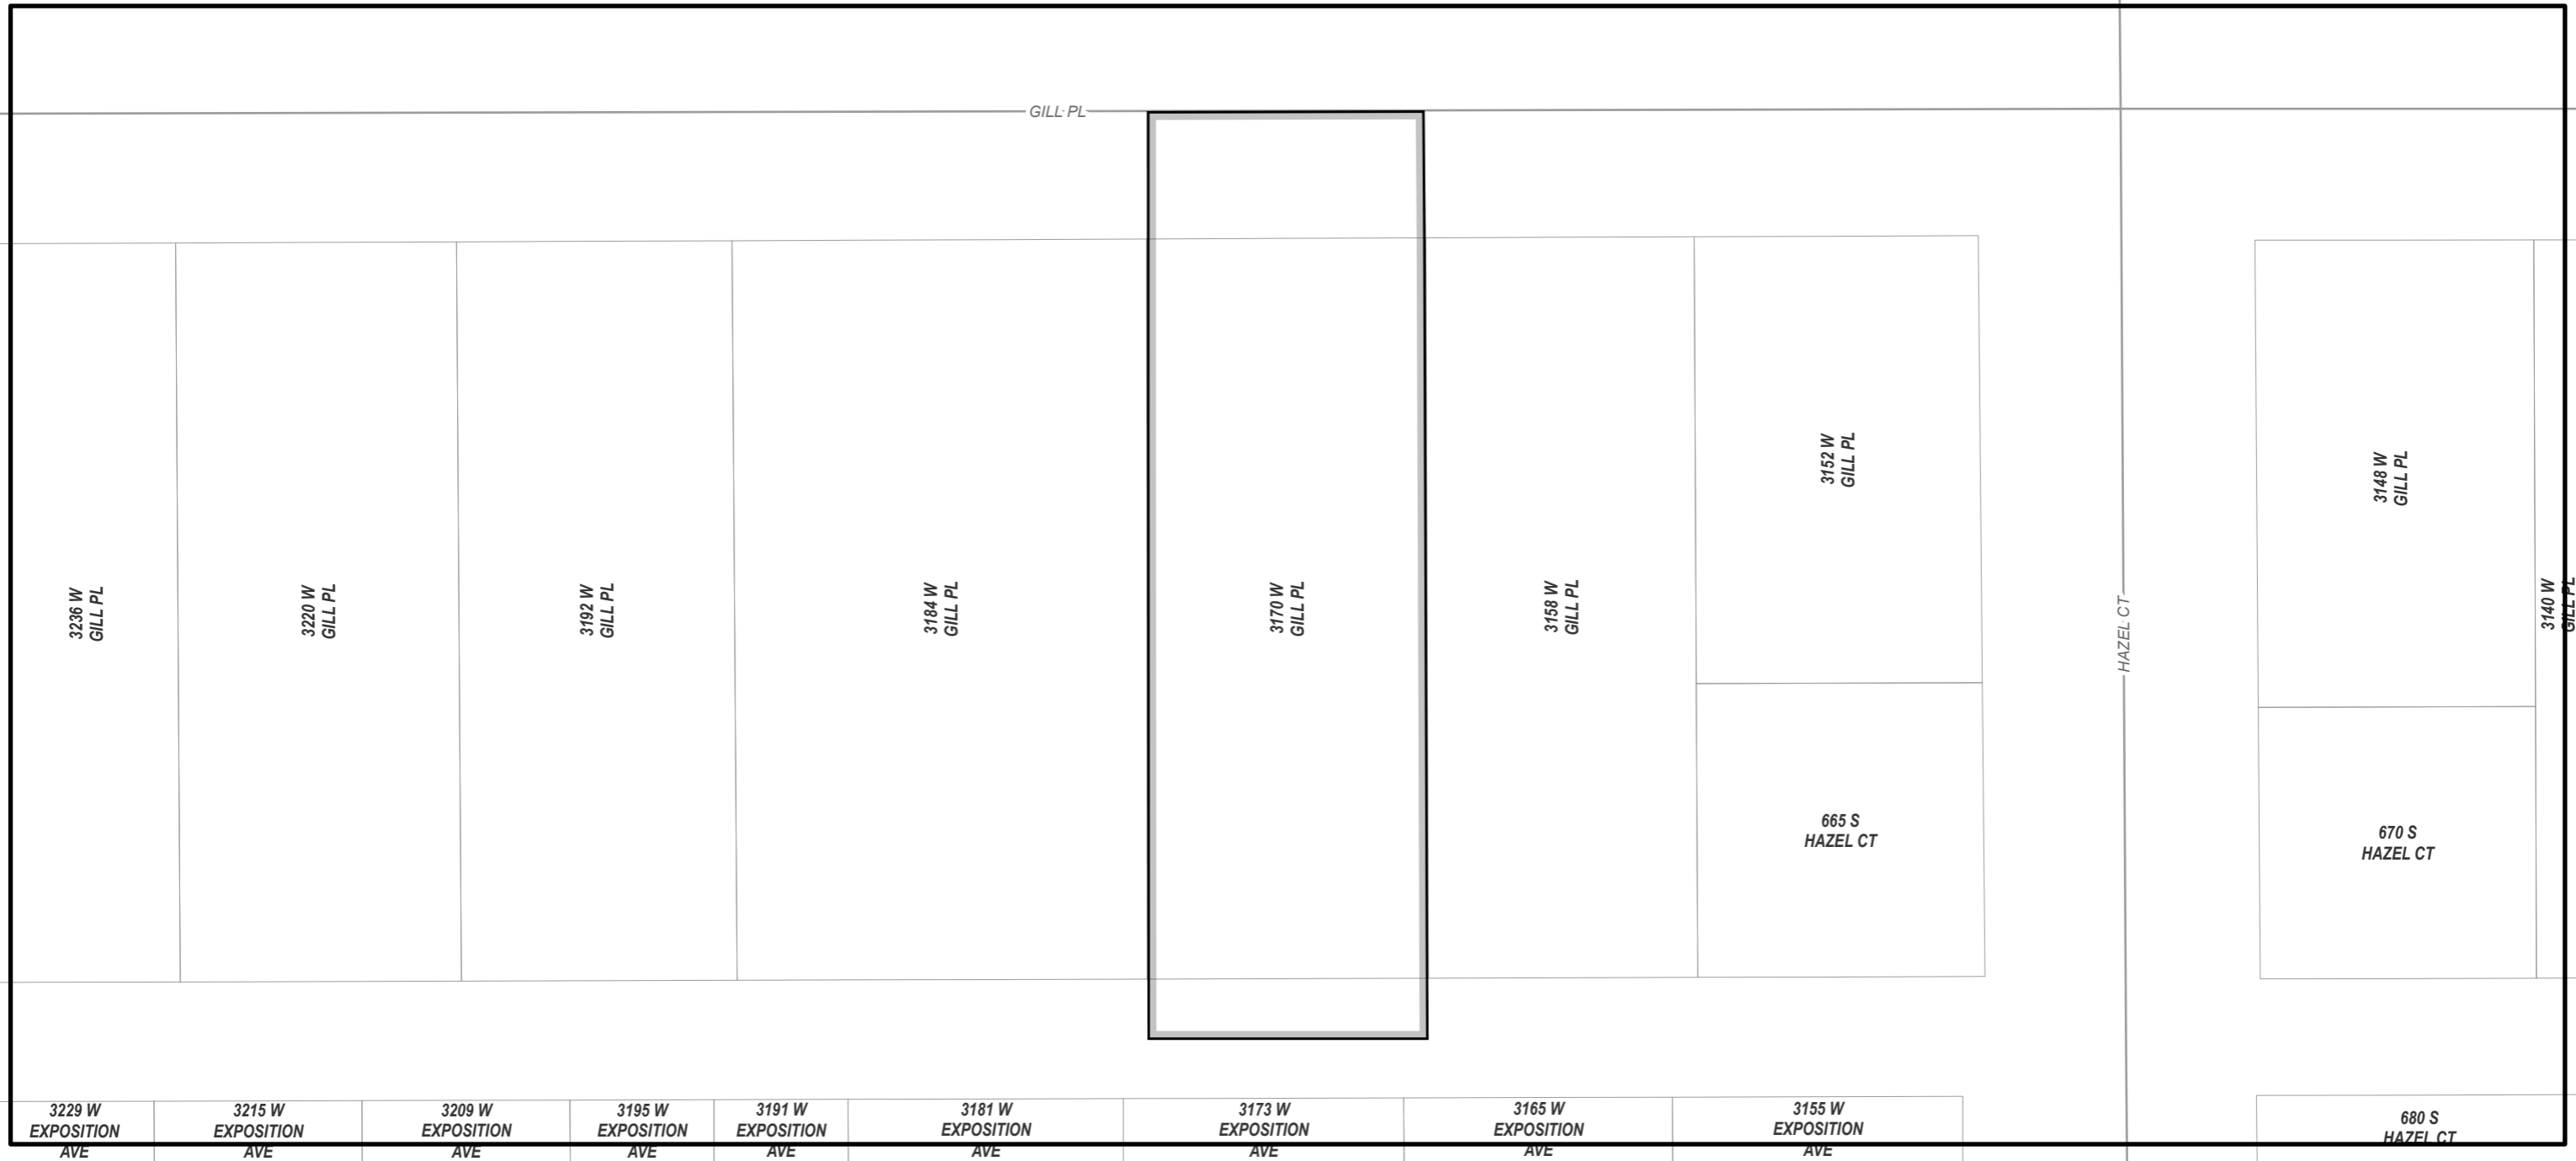 GILL PL
3236 W
GILL PL
3220 W
GILL PL
3192 W
GILL PL
3184 W
GILL PL
3170 W
GILL PL
3158 W
GILL PL
3152 W
GILL PL
665 S
HAZEL CT
HAZEL CT
3148 W
GILL PL
670 S
HAZEL CT
3140 W
GILL PL
3229 W
EXPOSITION
AVE
3215 W
EXPOSITION
AVE
3209 W
EXPOSITION
AVE
3195 W
EXPOSITION
AVE
3191 W
EXPOSITION
AVE
3181 W
EXPOSITION
AVE
3173 W
EXPOSITION
AVE
3165 W
EXPOSITION
AVE
3155 W
EXPOSITION
AVE
680 S
HAZEL CT